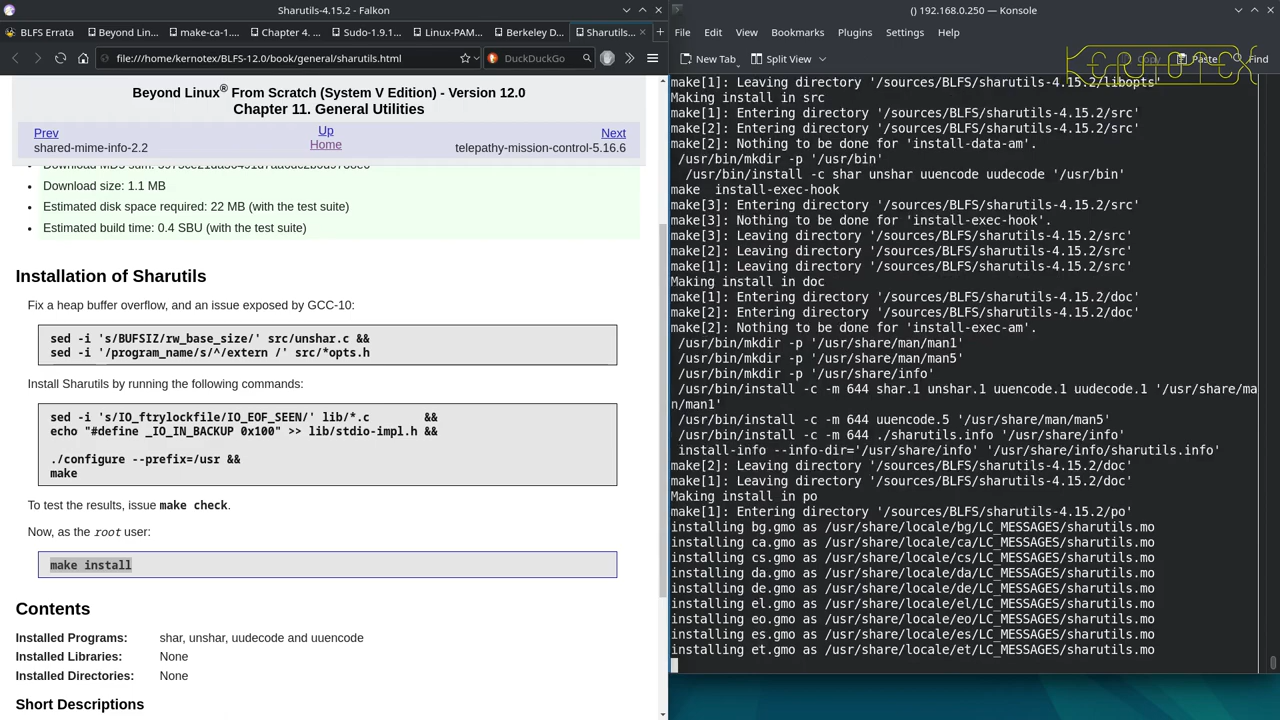 Sharutils-4.15.2 - Falkon
BLFS Errata
Beyond Lin...
make-ca-1....
Chapter 4. ...
Sudo-1.9.1...
Linux-PAM...
Berkeley D...
Sharutils...
file:///home/kernotex/BLFS-12.0/book/general/sharutils.html
DuckDuckGo
Beyond Linux® From Scratch (System V Edition) - Version 12.0
Chapter 11. General Utilities
Prev
Up
Next
shared-mime-info-2.2
Home
telepathy-mission-control-5.16.6
Download size: 1.1 MB
Estimated disk space required: 22 MB (with the test suite)
Estimated build time: 0.4 SBU (with the test suite)
Installation of Sharutils
Fix a heap buffer overflow, and an issue exposed by GCC-10:
sed -i 's/BUFSIZ/rw_base_size/' src/unshar.c &&
sed -i '/program_name/s/^/extern /' src/*opts.h
Install Sharutils by running the following commands:
sed -i 's/IO_ftrylockfile/IO_EOF_SEEN/' lib/*.c        &&
echo "#define _IO_IN_BACKUP 0x100" >> lib/stdio-impl.h &&
./configure --prefix=/usr &&
make
To test the results, issue make check.
Now, as the root user:
make install
Contents
Installed Programs: shar, unshar, uudecode and uuencode
Installed Libraries: None
Installed Directories: None
Short Descriptions
() 192.168.0.250 — Konsole
File Edit View Bookmarks Plugins Settings Help
New Tab Split View Copy Paste Find
KERNOTEX
make[1]: Leaving directory '/sources/BLFS/sharutils-4.15.2/libopts'
Making install in src
make[1]: Entering directory '/sources/BLFS/sharutils-4.15.2/src'
make[2]: Entering directory '/sources/BLFS/sharutils-4.15.2/src'
make[2]: Nothing to be done for 'install-data-am'.
/usr/bin/mkdir -p '/usr/bin'
/usr/bin/install -c shar unshar uuencode uudecode '/usr/bin'
make  install-exec-hook
make[3]: Entering directory '/sources/BLFS/sharutils-4.15.2/src'
make[3]: Nothing to be done for 'install-exec-hook'.
make[3]: Leaving directory '/sources/BLFS/sharutils-4.15.2/src'
make[2]: Leaving directory '/sources/BLFS/sharutils-4.15.2/src'
make[1]: Leaving directory '/sources/BLFS/sharutils-4.15.2/src'
Making install in doc
make[1]: Entering directory '/sources/BLFS/sharutils-4.15.2/doc'
make[2]: Entering directory '/sources/BLFS/sharutils-4.15.2/doc'
make[2]: Nothing to be done for 'install-exec-am'.
/usr/bin/mkdir -p '/usr/share/man/man1'
/usr/bin/mkdir -p '/usr/share/man/man5'
/usr/bin/mkdir -p '/usr/share/info'
/usr/bin/install -c -m 644 shar.1 unshar.1 uuencode.1 uudecode.1 '/usr/share/ma
n/man1'
/usr/bin/install -c -m 644 uuencode.5 '/usr/share/man/man5'
/usr/bin/install -c -m 644 ./sharutils.info '/usr/share/info'
install-info --info-dir='/usr/share/info' '/usr/share/info/sharutils.info'
make[2]: Leaving directory '/sources/BLFS/sharutils-4.15.2/doc'
make[1]: Leaving directory '/sources/BLFS/sharutils-4.15.2/doc'
Making install in po
make[1]: Entering directory '/sources/BLFS/sharutils-4.15.2/po'
installing bg.gmo as /usr/share/locale/bg/LC_MESSAGES/sharutils.mo
installing ca.gmo as /usr/share/locale/ca/LC_MESSAGES/sharutils.mo
installing cs.gmo as /usr/share/locale/cs/LC_MESSAGES/sharutils.mo
installing da.gmo as /usr/share/locale/da/LC_MESSAGES/sharutils.mo
installing de.gmo as /usr/share/locale/de/LC_MESSAGES/sharutils.mo
installing el.gmo as /usr/share/locale/el/LC_MESSAGES/sharutils.mo
installing eo.gmo as /usr/share/locale/eo/LC_MESSAGES/sharutils.mo
installing es.gmo as /usr/share/locale/es/LC_MESSAGES/sharutils.mo
installing et.gmo as /usr/share/locale/et/LC_MESSAGES/sharutils.mo